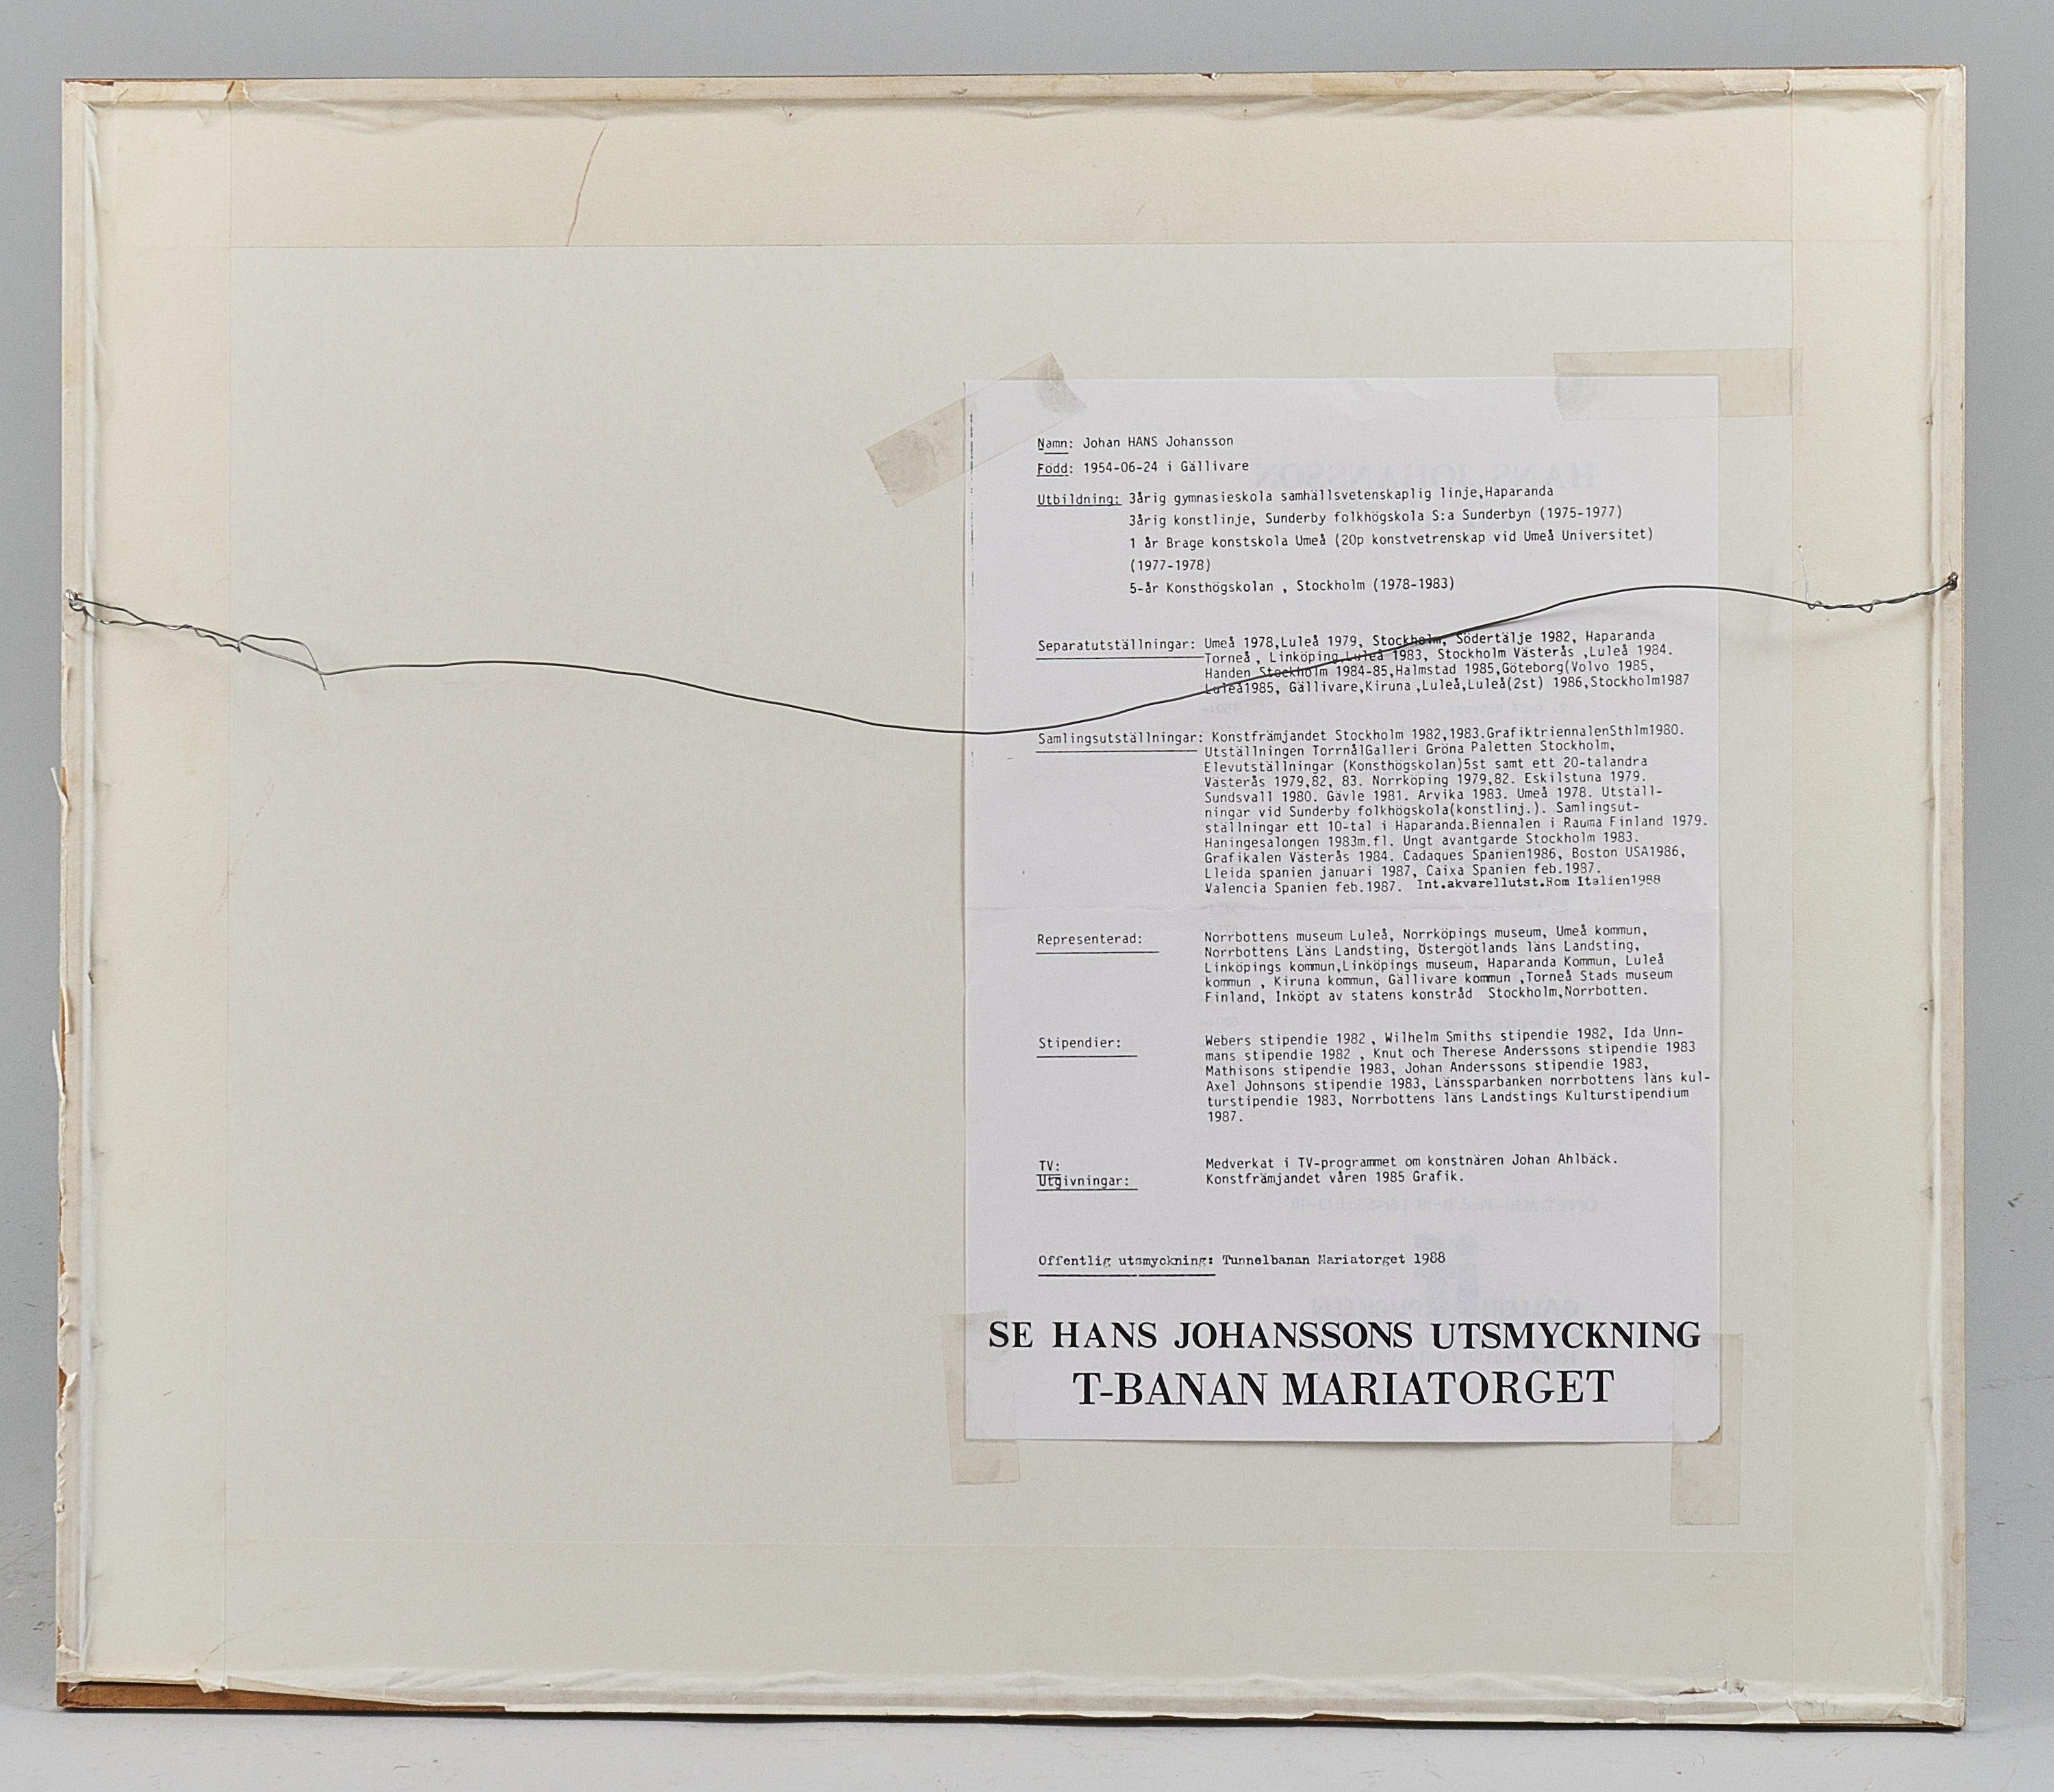 Namn: Johan HANS Johansson
Född: 1954-06-24 i Gällivare
Utbildning: 3årig gymnasieskola samhällsvetenskaplig linje,Haparanda
3årig konstlinje, Sunderby folkhögskola S:a Sunderbyn (1975-1977)
1 år Brage konstskola Umeå (20p konstvetrenskap vid Umeå Universitet)
(1977-1978)
5-år Konsthögskolan , Stockholm (1978-1983)
Separatutställningar: Umeå 1978,Luleå 1979, Stockholm, Södertälje 1982, Haparanda
Torneå, Linköping,Luleå 1983, Stockholm Västerås ,Luleå 1984.
Handen Stockholm 1984-85,Halmstad 1985,Göteborg(Volvo 1985,
Luleå1985, Gällivare,Kiruna ,Luleå,Luleå(2st) 1986,Stockholm1987
Samlingsutställningar: Konstfrämjandet Stockholm 1982,1983.GrafiktriennalenSthlm1980.
Utställningen TorrnålGalleri Gröna Paletten Stockholm,
Elevutställningar (Konsthögskolan)5st samt ett 20-talandra
Västerås 1979,82, 83. Norrköping 1979,82. Eskilstuna 1979.
Sundsvall 1980. Gävle 1981. Arvika 1983. Umeå 1978. Utställ-
ningar vid Sunderby folkhögskola(konstlinj.). Samlingsut-
ställningar ett 10-tal i Haparanda.Biennalen i Rauma Finland 1979.
Haningesalongen 1983m.fl. Ungt avantgarde Stockholm 1983.
Grafikalen Västerås 1984. Cadaques Spanien1986, Boston USA1986,
Lleida spanien januari 1987, Caixa Spanien feb.1987.
Valencia Spanien feb.1987. Int.akvarellutst.Rom Italien1988
Representerad: Norrbottens museum Luleå, Norrköpings museum, Umeå kommun,
Norrbottens Läns Landsting, Östergötlands läns Landsting,
Linköpings kommun,Linköpings museum, Haparanda Kommun, Luleå
kommun , Kiruna kommun, Gällivare kommun ,Torneå Stads museum
Finland, Inköpt av statens konstråd Stockholm,Norrbotten.
Stipendier: Webers stipendie 1982 , Wilhelm Smiths stipendie 1982, Ida Unn-
mans stipendie 1982 , Knut och Therese Anderssons stipendie 1983
Mathisons stipendie 1983, Johan Anderssons stipendie 1983,
Axel Johnsons stipendie 1983, Länssparbanken norrbottens läns kul-
turstipendie 1983, Norrbottens läns Landstings Kulturstipendium
1987.
TV: Medverkat i TV-programmet om konstnären Johan Ahlbäck.
Utgivningar: Konstfrämjandet våren 1985 Grafik.
Offentlig utsmyckning: Tunnelbanan Mariatorget 1988
SE HANS JOHANSSONS UTSMYCKNING
T-BANAN MARIATORGET